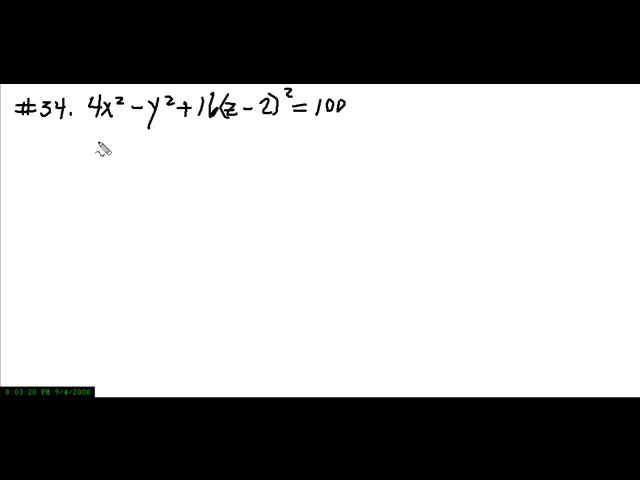 #34. 4x² - y² + 16(z - 2)² = 100
8:03:20 PM 9/4/2008